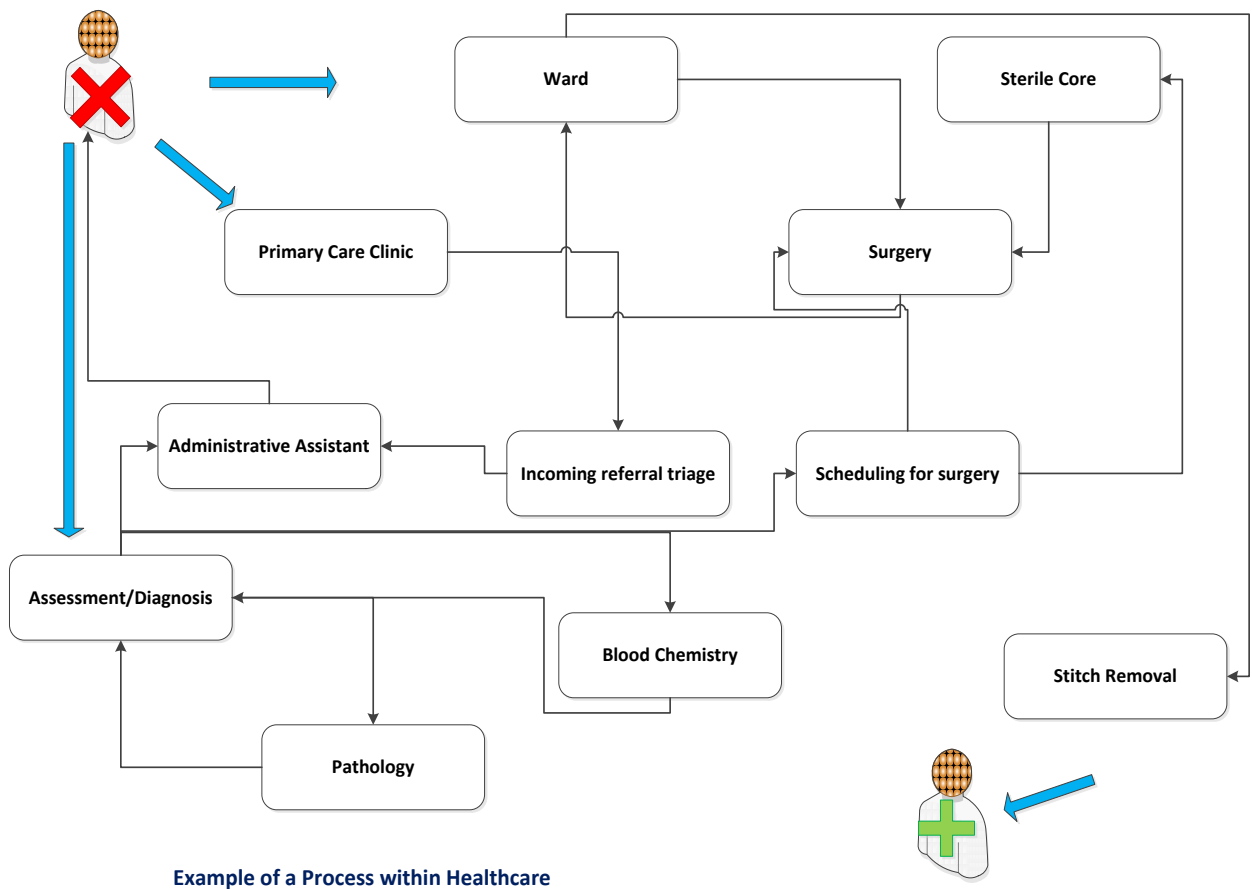 Ward
Sterile Core
Primary Care Clinic
Surgery
Administrative Assistant
Incoming referral triage
Scheduling for surgery
Assessment/Diagnosis
Blood Chemistry
Stitch Removal
Pathology
Example of a Process within Healthcare